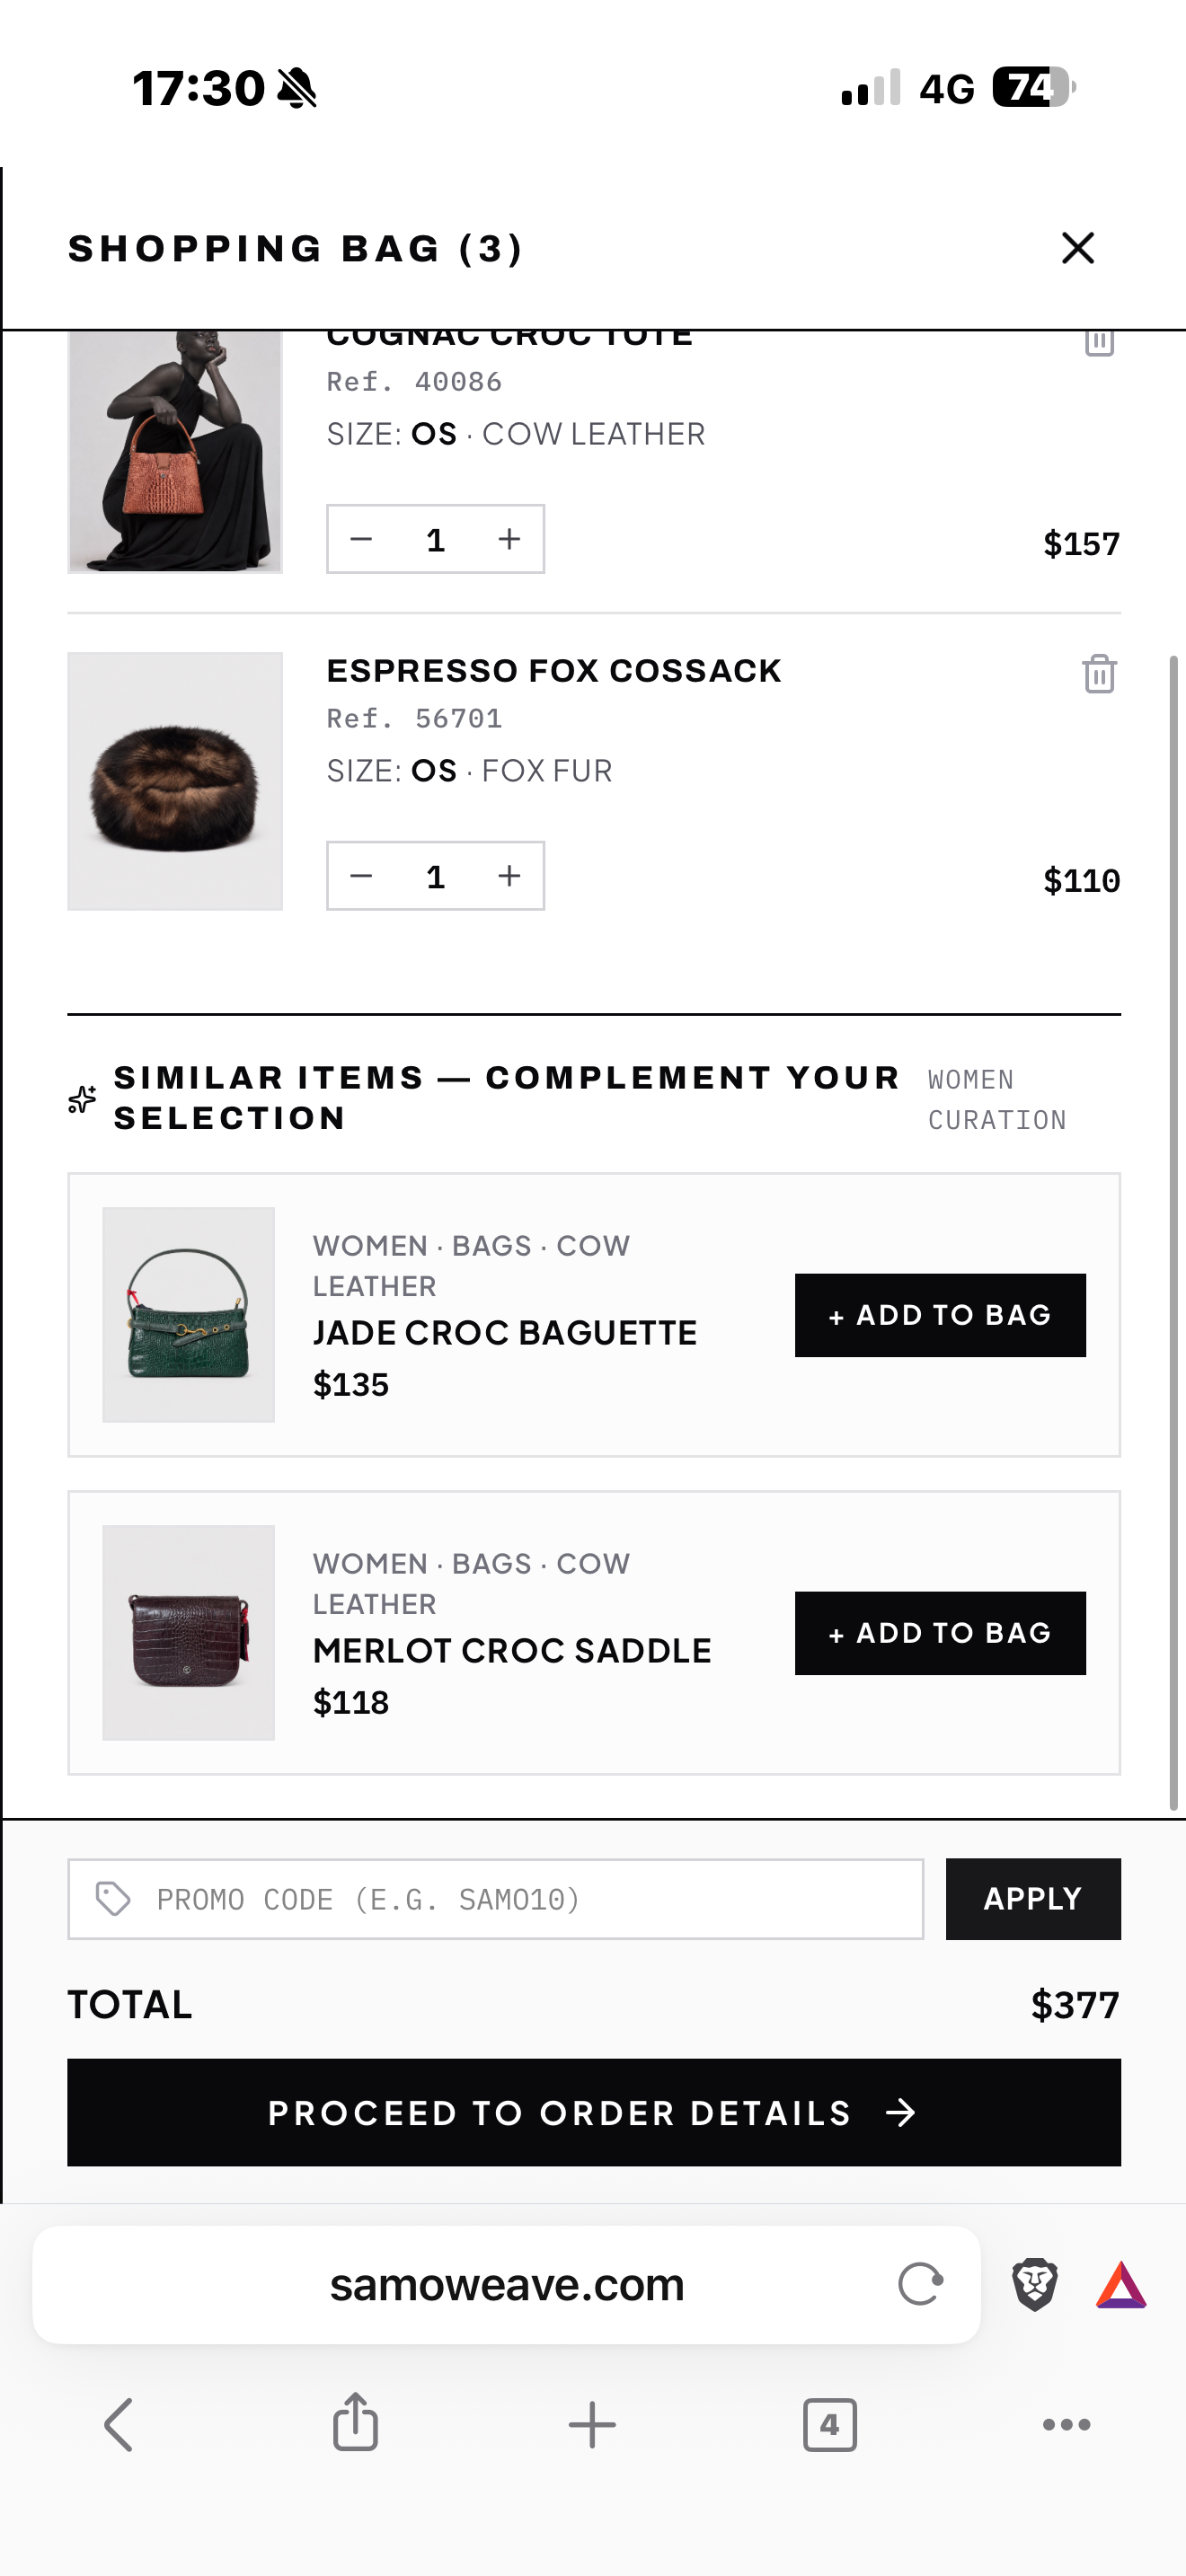 17:30 4G 74
SHOPPING BAG (3)
COGNAC CROC TOTE
Ref. 40086
SIZE: OS · COW LEATHER
− 1 + $157
ESPRESSO FOX COSSACK
Ref. 56701
SIZE: OS · FOX FUR
− 1 + $110
SIMILAR ITEMS — COMPLEMENT YOUR
SELECTION
WOMEN
CURATION
WOMEN · BAGS · COW
LEATHER
JADE CROC BAGUETTE
$135
+ ADD TO BAG
WOMEN · BAGS · COW
LEATHER
MERLOT CROC SADDLE
$118
+ ADD TO BAG
PROMO CODE (E.G. SAMO10)
APPLY
TOTAL $377
PROCEED TO ORDER DETAILS →
samoweave.com
4